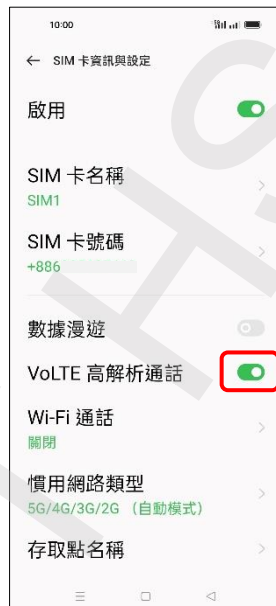 10:00
← SIM 卡資訊與設定
啟用
SIM 卡名稱
SIM1
SIM 卡號碼
+886
數據漫遊
VoLTE 高解析通話
Wi-Fi 通話
關閉
慣用網路類型
5G/4G/3G/2G （自動模式）
存取點名稱